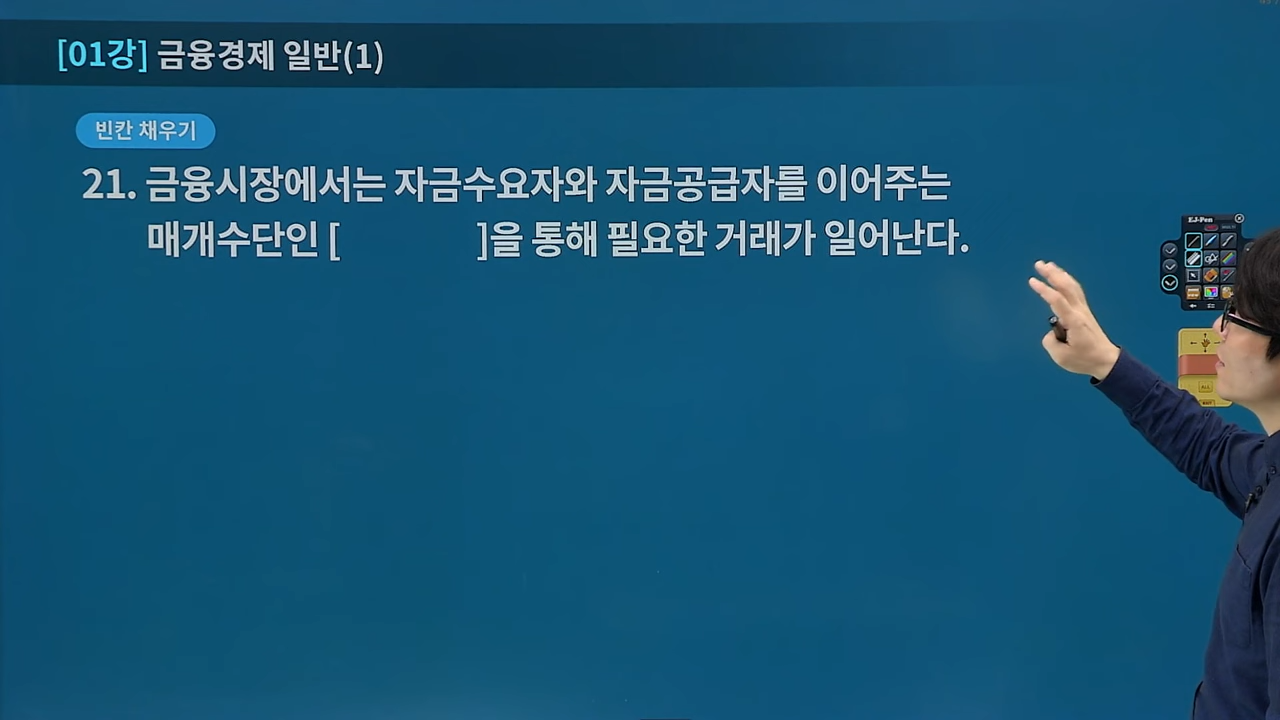 [01강] 금융경제 일반(1)
빈칸 채우기
21. 금융시장에서는 자금수요자와 자금공급자를 이어주는
매개수단인 [ ]을 통해 필요한 거래가 일어난다.
EJ-Pen
ALL